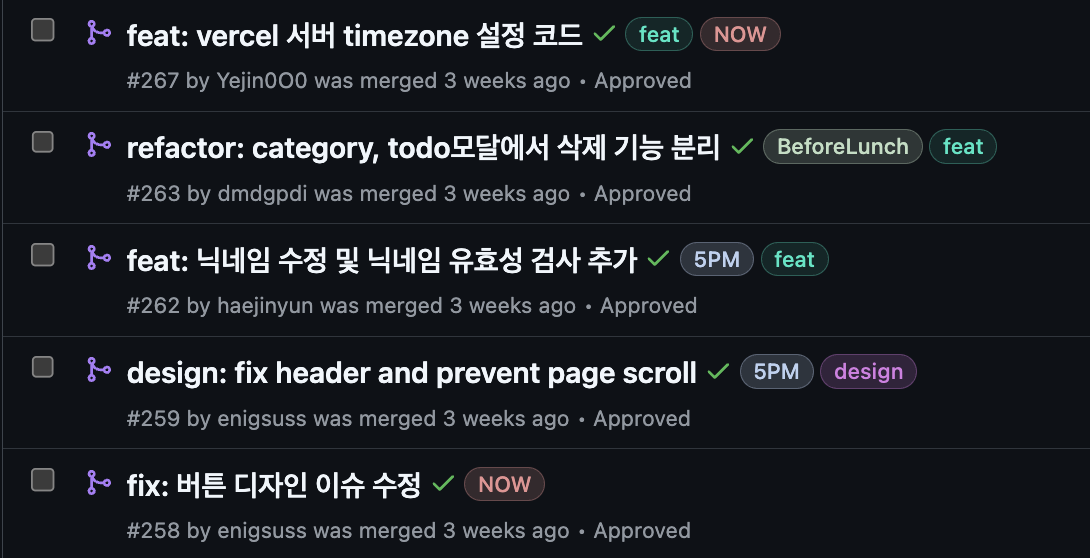 feat: vercel 서버 timezone 설정 코드 feat NOW
#267 by Yejin0O0 was merged 3 weeks ago • Approved
refactor: category, todo모달에서 삭제 기능 분리 BeforeLunch feat
#263 by dmdgpdi was merged 3 weeks ago • Approved
feat: 닉네임 수정 및 닉네임 유효성 검사 추가 5PM feat
#262 by haejinyun was merged 3 weeks ago • Approved
design: fix header and prevent page scroll 5PM design
#259 by enigsuss was merged 3 weeks ago • Approved
fix: 버튼 디자인 이슈 수정 NOW
#258 by enigsuss was merged 3 weeks ago • Approved